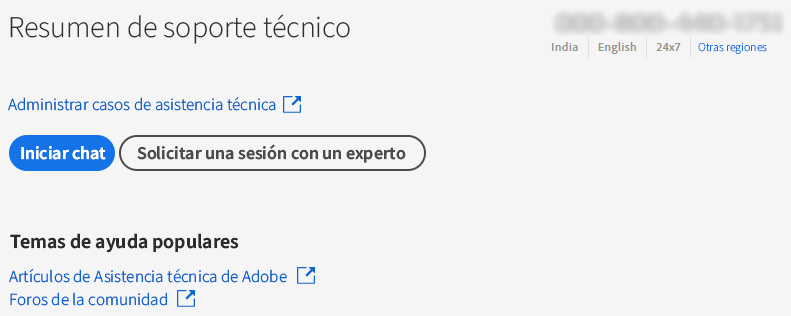 Resumen de soporte técnico
India English 24x7 Otras regiones
Administrar casos de asistencia técnica
Iniciar chat Solicitar una sesión con un experto
Temas de ayuda populares
Artículos de Asistencia técnica de Adobe
Foros de la comunidad